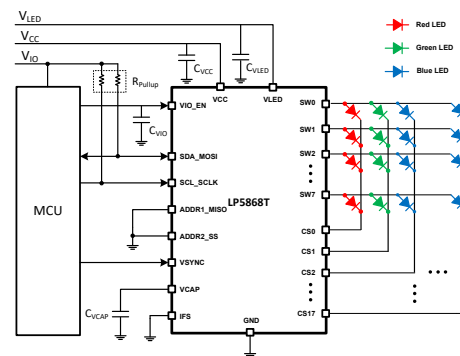 VLED
VCC
VIO
RPullup
CVCC
CVLED
CVIO
MCU
LP5868T
VCC
VLED
VIO_EN
SDA_MOSI
SCL_SCLK
ADDR1_MISO
ADDR2_SS
VSYNC
VCAP
CVCAP
IFS
GND
SW0
SW1
SW2
SW7
CS0
CS1
CS2
CS17
Red LED
Green LED
Blue LED